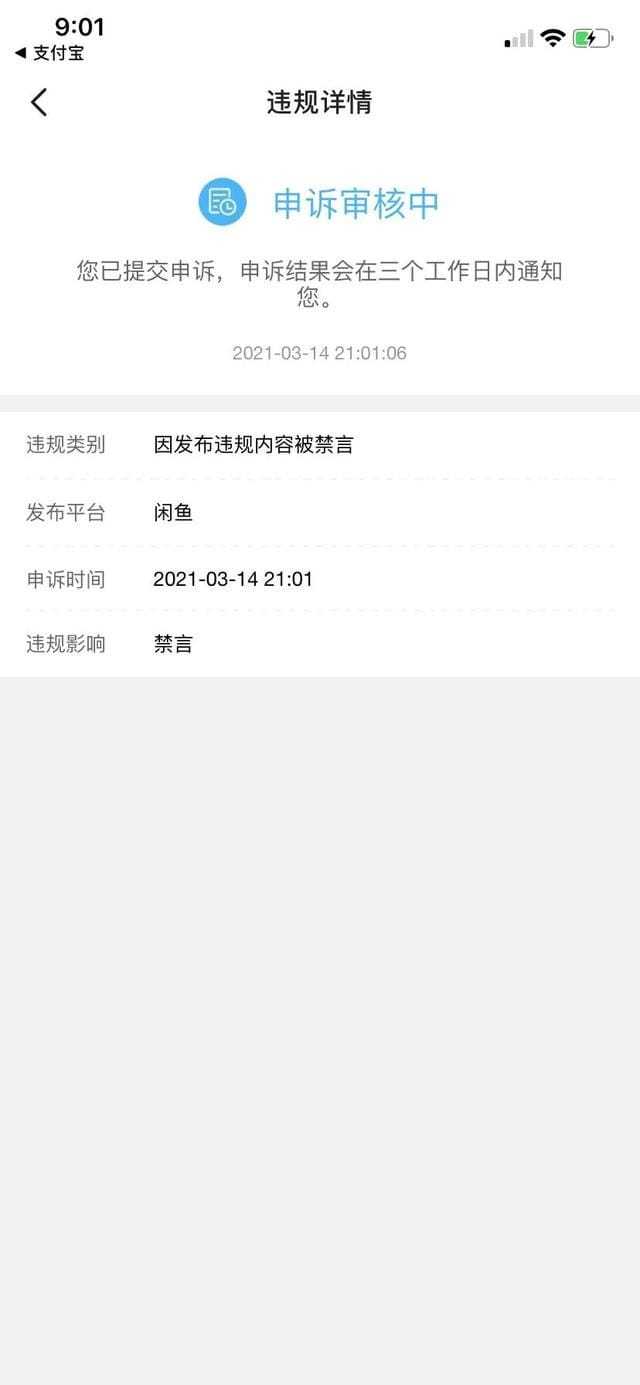 9:01
◀ 支付宝
违规详情
申诉审核中
您已提交申诉，申诉结果会在三个工作日内通知
您。
2021-03-14 21:01:06
违规类别 因发布违规内容被禁言
发布平台 闲鱼
申诉时间 2021-03-14 21:01
违规影响 禁言